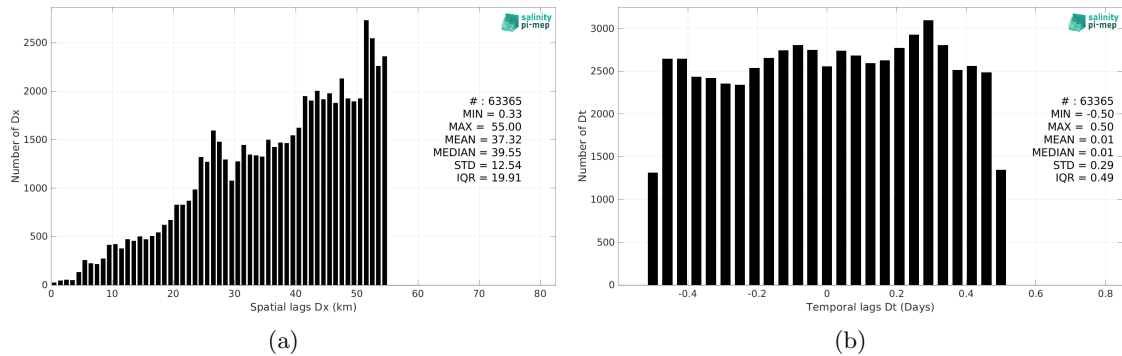 salinity
pi-mep
2500
2000
1500
1000
500
0
Number of Dx
# : 63365
MIN = 0.33
MAX = 55.00
MEAN = 37.32
MEDIAN = 39.55
STD = 12.54
IQR = 19.91
0 10 20 30 40 50 60 70 80
Spatial lags Dx (km)
(a)
salinity
pi-mep
3000
2500
2000
1500
1000
500
0
Number of Dt
# : 63365
MIN = -0.50
MAX = 0.50
MEAN = 0.01
MEDIAN = 0.01
STD = 0.29
IQR = 0.49
-0.4 -0.2 0 0.2 0.4 0.6 0.8
Temporal lags Dt (Days)
(b)